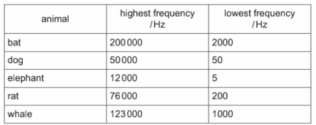 animal highest frequency /Hz lowest frequency /Hz
bat 200 000 2000
dog 50 000 50
elephant 12 000 5
rat 76 000 200
whale 123 000 1000